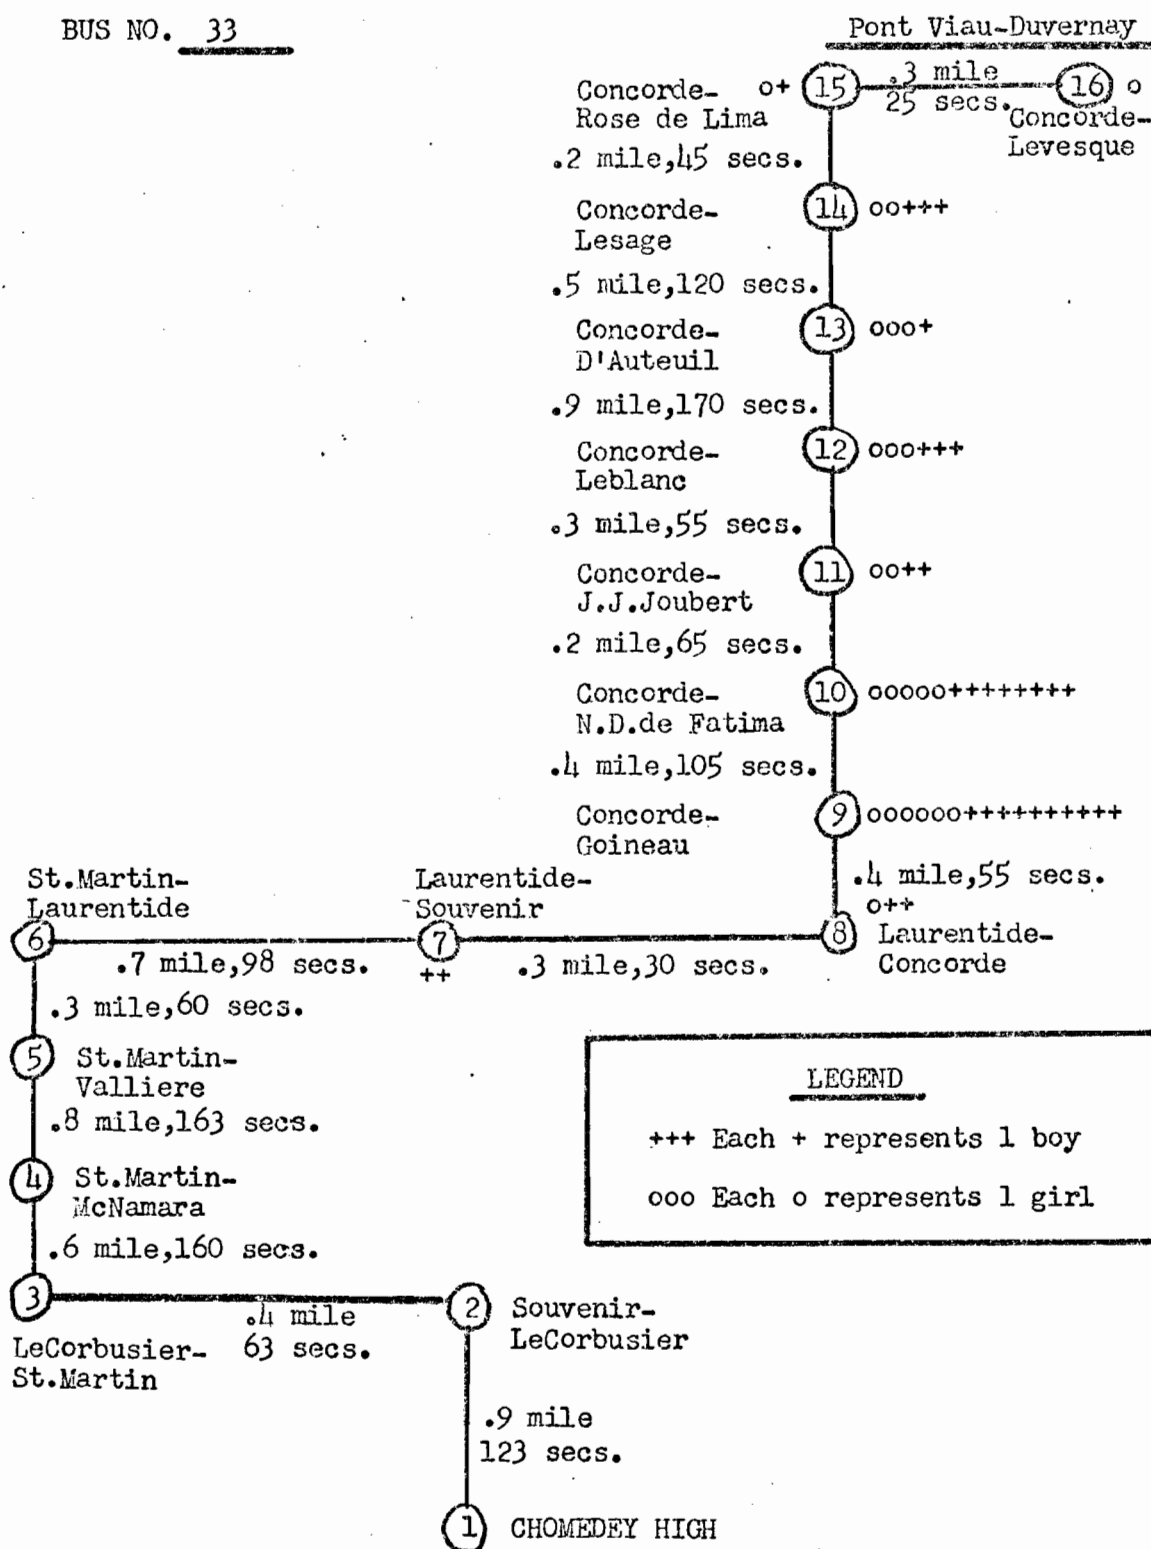 BUS NO. 33
Pont Viau-Duvernay
Concorde-
Rose de Lima
o+
15
.3 mile
25 secs.
16
o
Concorde-
Levesque
.2 mile,45 secs.
Concorde-
Lesage
14
oo+++
.5 mile,120 secs.
Concorde-
D'Auteuil
13
ooo+
.9 mile,170 secs.
Concorde-
Leblanc
12
ooo+++
.3 mile,55 secs.
Concorde-
J.J.Joubert
11
oo++
.2 mile,65 secs.
Concorde-
N.D.de Fatima
10
ooooo++++++++
.4 mile,105 secs.
Concorde-
Goineau
9
oooooo++++++++++
.4 mile,55 secs.
o++
8
Laurentide-
Concorde
St.Martin-
Laurentide
6
Laurentide-
Souvenir
7
++
.7 mile,98 secs.
.3 mile,30 secs.
.3 mile,60 secs.
5
St.Martin-
Valliere
.8 mile,163 secs.
4
St.Martin-
McNamara
.6 mile,160 secs.
3
LeCorbusier-
St.Martin
.4 mile
63 secs.
2
Souvenir-
LeCorbusier
.9 mile
123 secs.
1
CHOMEDEY HIGH
LEGEND
+++ Each + represents 1 boy
ooo Each o represents 1 girl